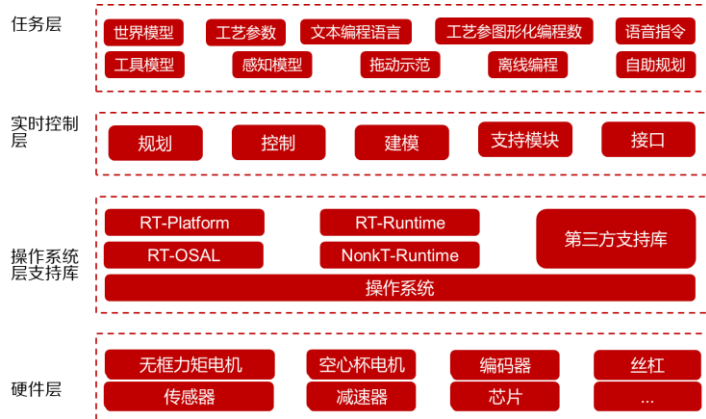 任务层
世界模型 工艺参数 文本编程语言 工艺参图形化编程数 语音指令
工具模型 感知模型 拖动示范 离线编程 自助规划
实时控制
层
规划 控制 建模 支持模块 接口
操作系统
层支持库
RT-Platform RT-Runtime 第三方支持库
RT-OSAL NonkT-Runtime
操作系统
硬件层
无框力矩电机 空心杯电机 编码器 丝杠
传感器 减速器 芯片 ...